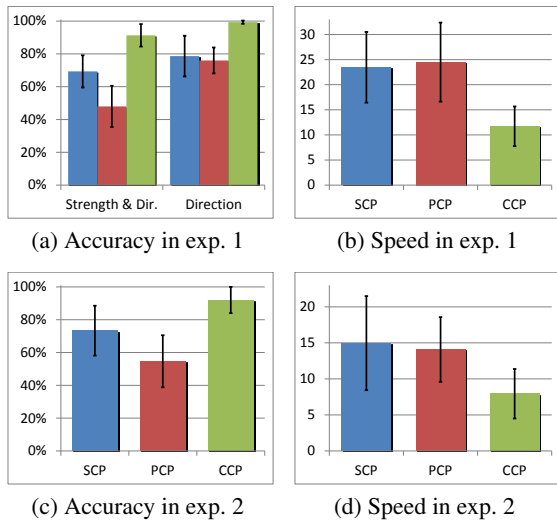 100%
80%
60%
40%
20%
0%
Strength & Dir.
Direction
(a) Accuracy in exp. 1
30
25
20
15
10
5
0
SCP
PCP
CCP
(b) Speed in exp. 1
100%
80%
60%
40%
20%
0%
SCP
PCP
CCP
(c) Accuracy in exp. 2
20
15
10
5
0
SCP
PCP
CCP
(d) Speed in exp. 2